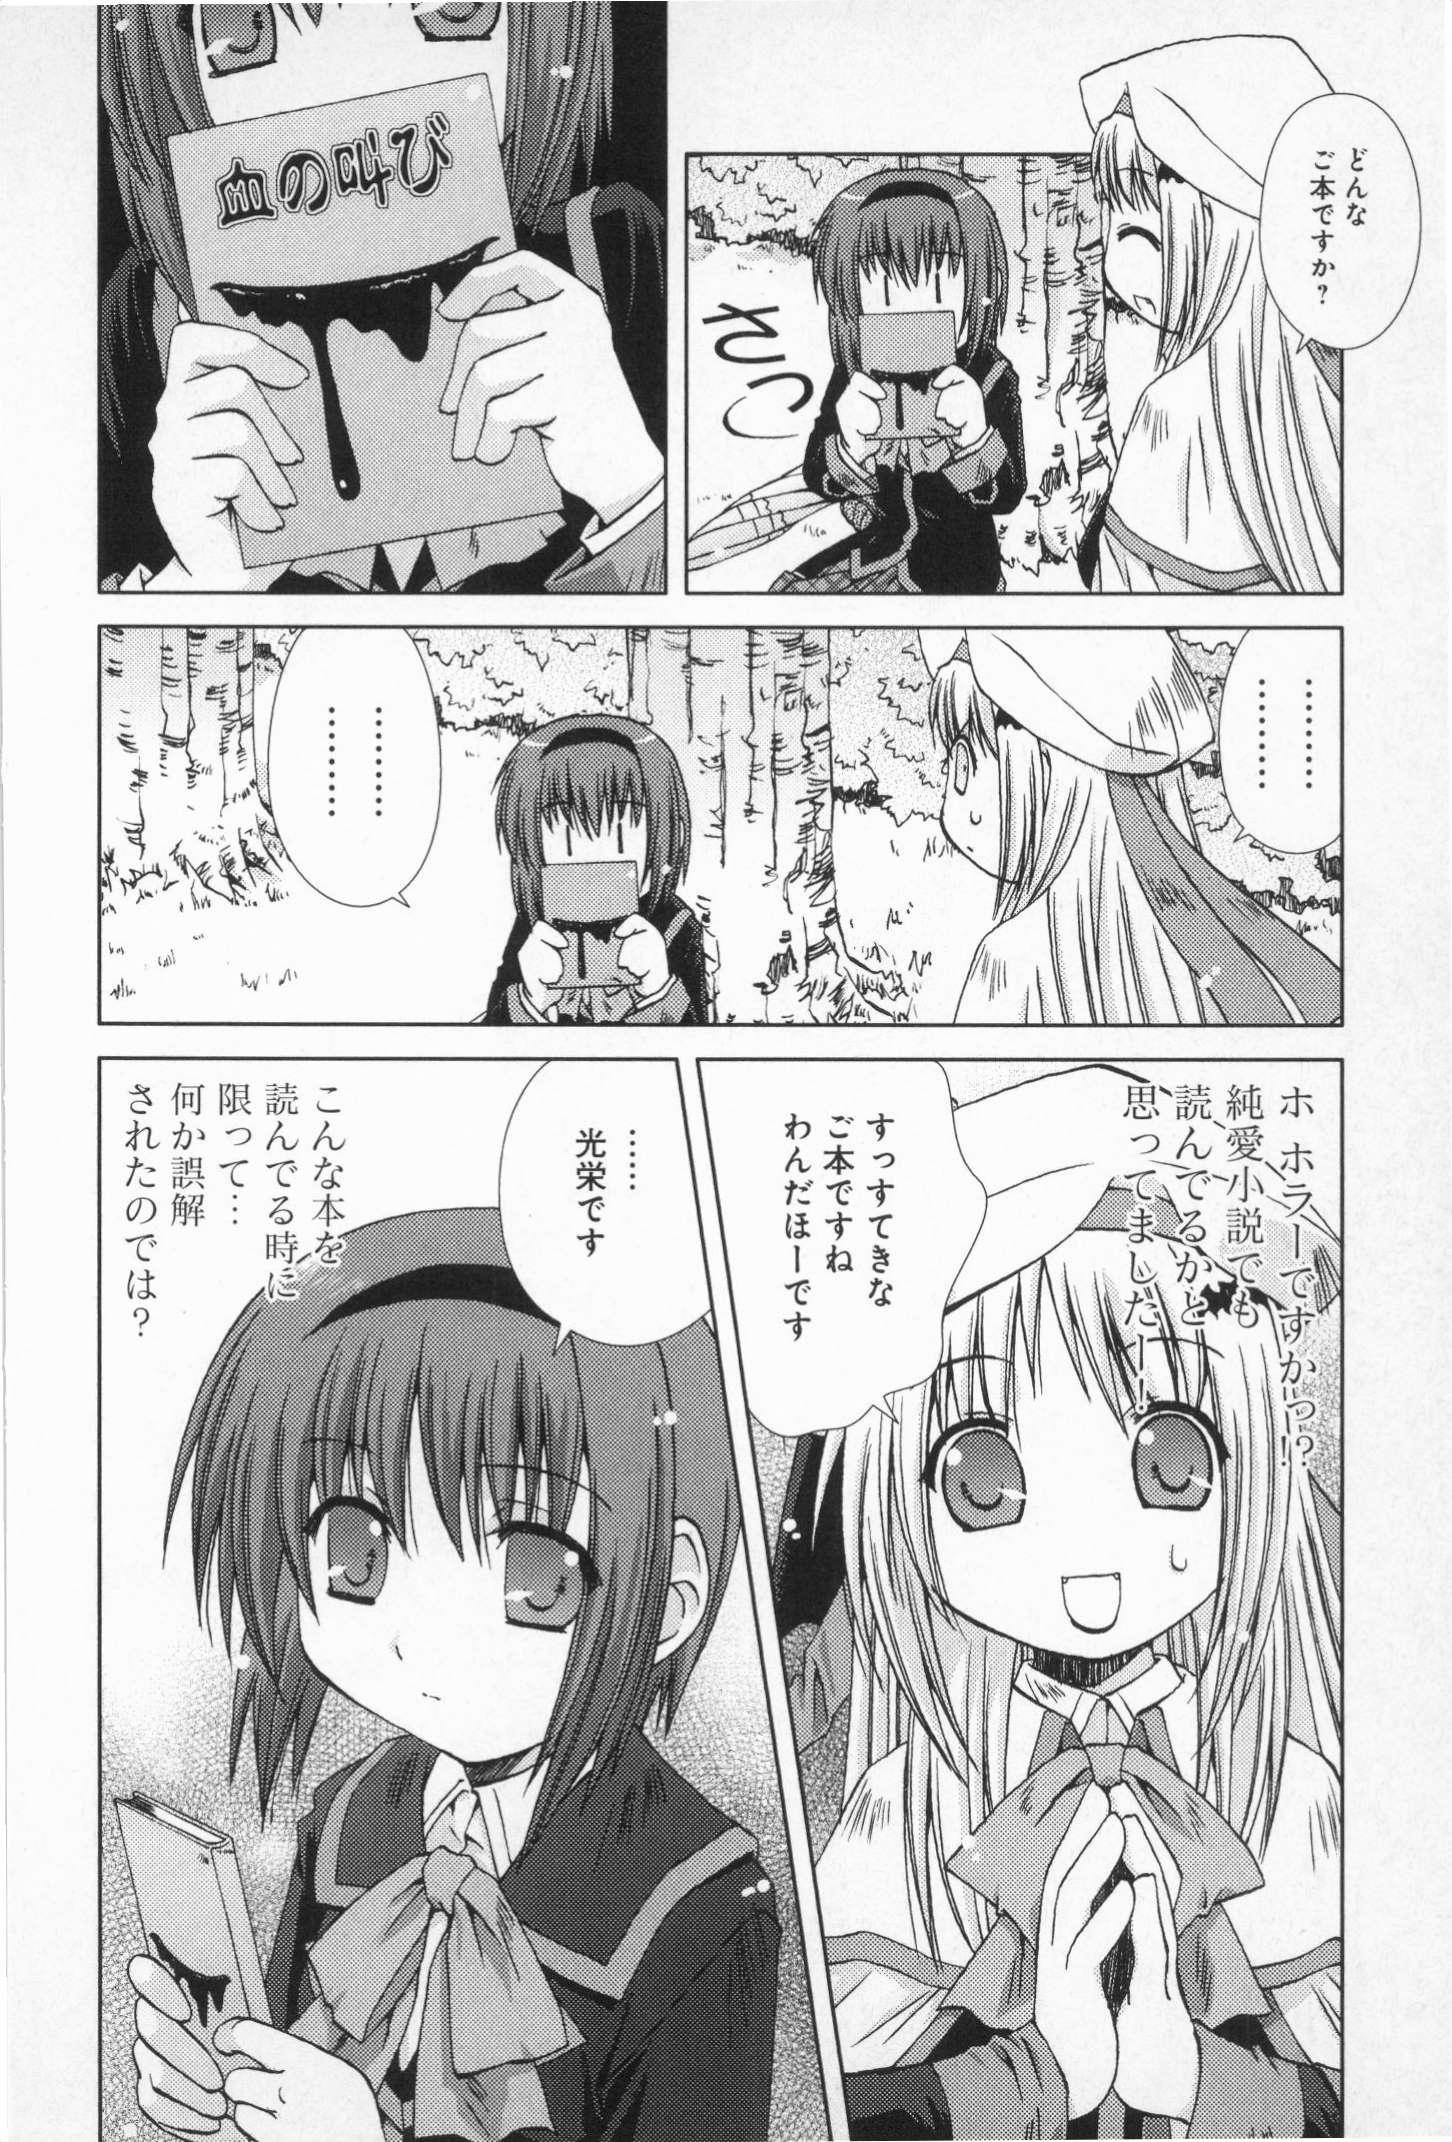 どんな
ご本ですか？
さっ
血の叫び
………
………
………
………
ホ ホラーですかっ!?
純愛小説でも
読んでるかと
思ってましたーー！
すっすてきな
ご本ですね
わんだほーです
……
光栄です
こんな本を
読んでる時に
限って…
何か誤解
されたのでは？